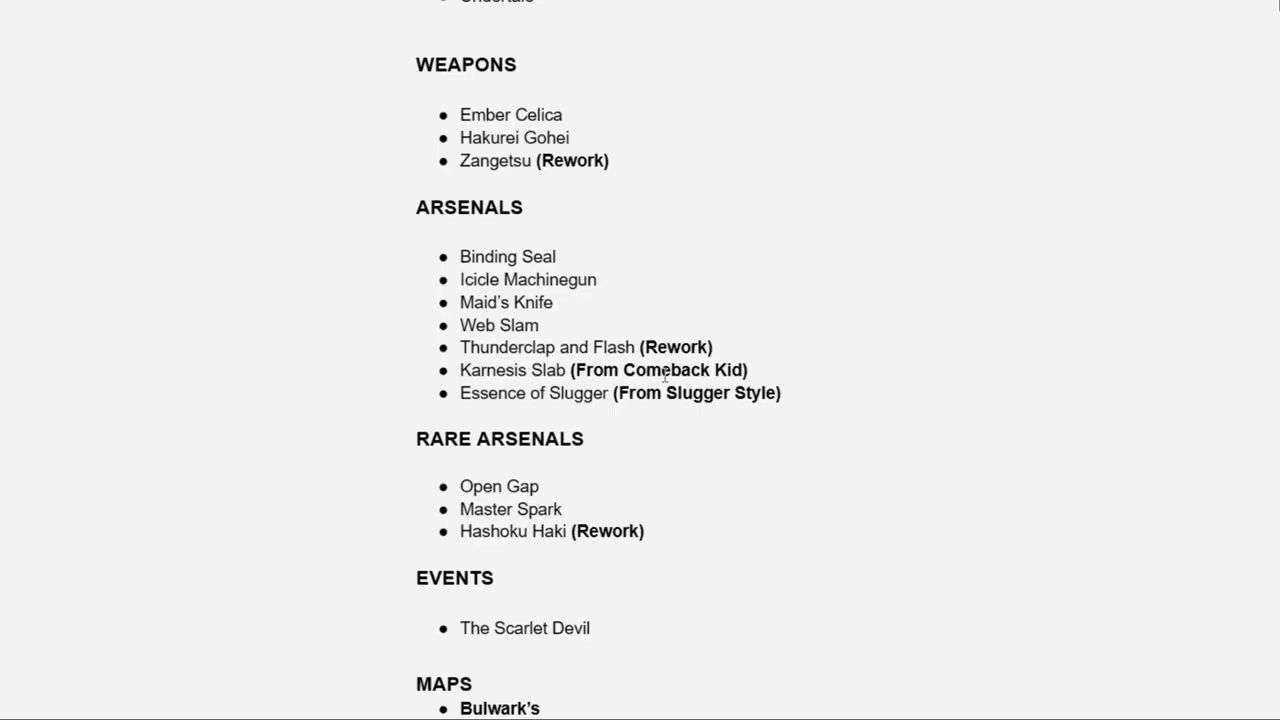 WEAPONS
● Ember Celica
● Hakurei Gohei
● Zangetsu (Rework)
ARSENALS
● Binding Seal
● Icicle Machinegun
● Maid’s Knife
● Web Slam
● Thunderclap and Flash (Rework)
● Karnesis Slab (From Comeback Kid)
● Essence of Slugger (From Slugger Style)
RARE ARSENALS
● Open Gap
● Master Spark
● Hashoku Haki (Rework)
EVENTS
● The Scarlet Devil
MAPS
● Bulwark’s